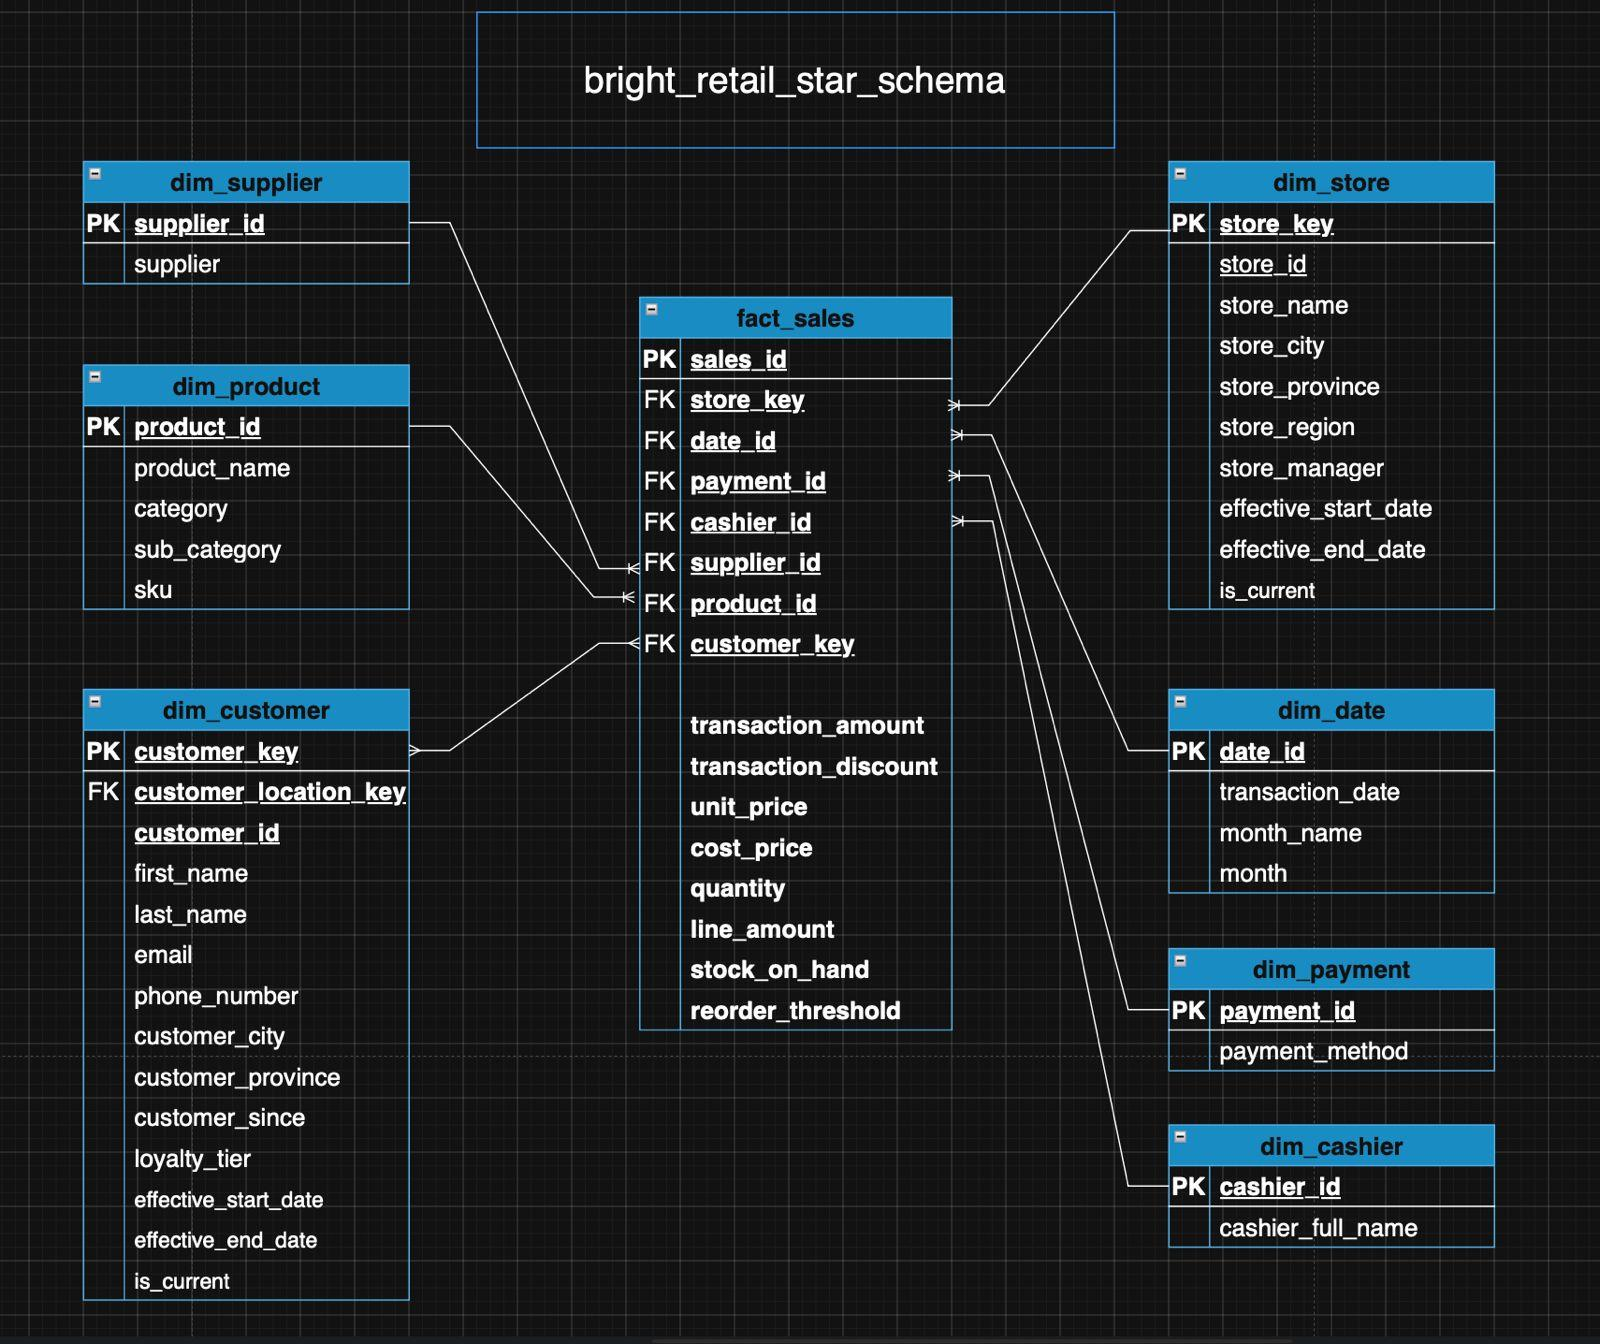 bright_retail_star_schema
dim_supplier
PK supplier_id
supplier
dim_product
PK product_id
product_name
category
sub_category
sku
dim_customer
PK customer_key
FK customer_location_key
customer_id
first_name
last_name
email
phone_number
customer_city
customer_province
customer_since
loyalty_tier
effective_start_date
effective_end_date
is_current
fact_sales
PK sales_id
FK store_key
FK date_id
FK payment_id
FK cashier_id
FK supplier_id
FK product_id
FK customer_key
transaction_amount
transaction_discount
unit_price
cost_price
quantity
line_amount
stock_on_hand
reorder_threshold
dim_store
PK store_key
store_id
store_name
store_city
store_province
store_region
store_manager
effective_start_date
effective_end_date
is_current
dim_date
PK date_id
transaction_date
month_name
month
dim_payment
PK payment_id
payment_method
dim_cashier
PK cashier_id
cashier_full_name